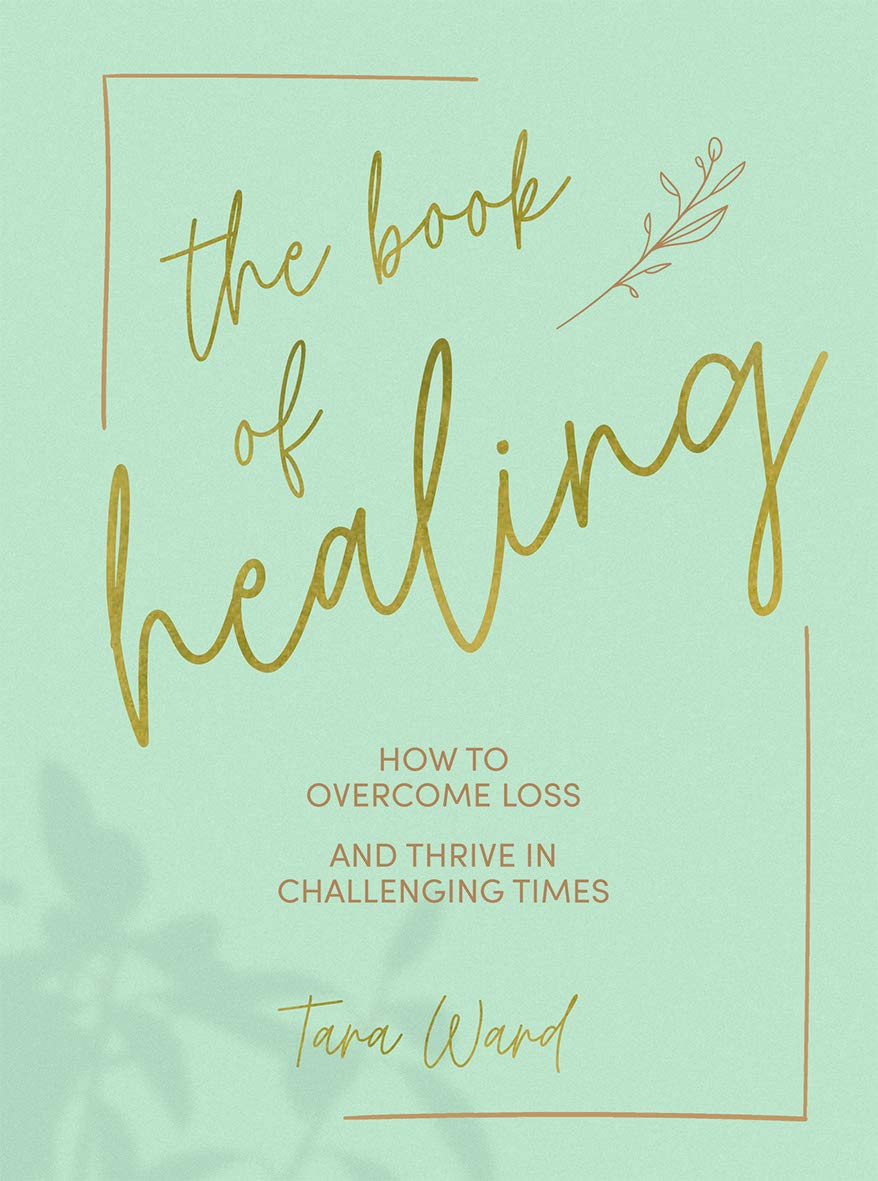 the book
of
healing
HOW TO
OVERCOME LOSS
AND THRIVE IN
CHALLENGING TIMES
Tara Ward